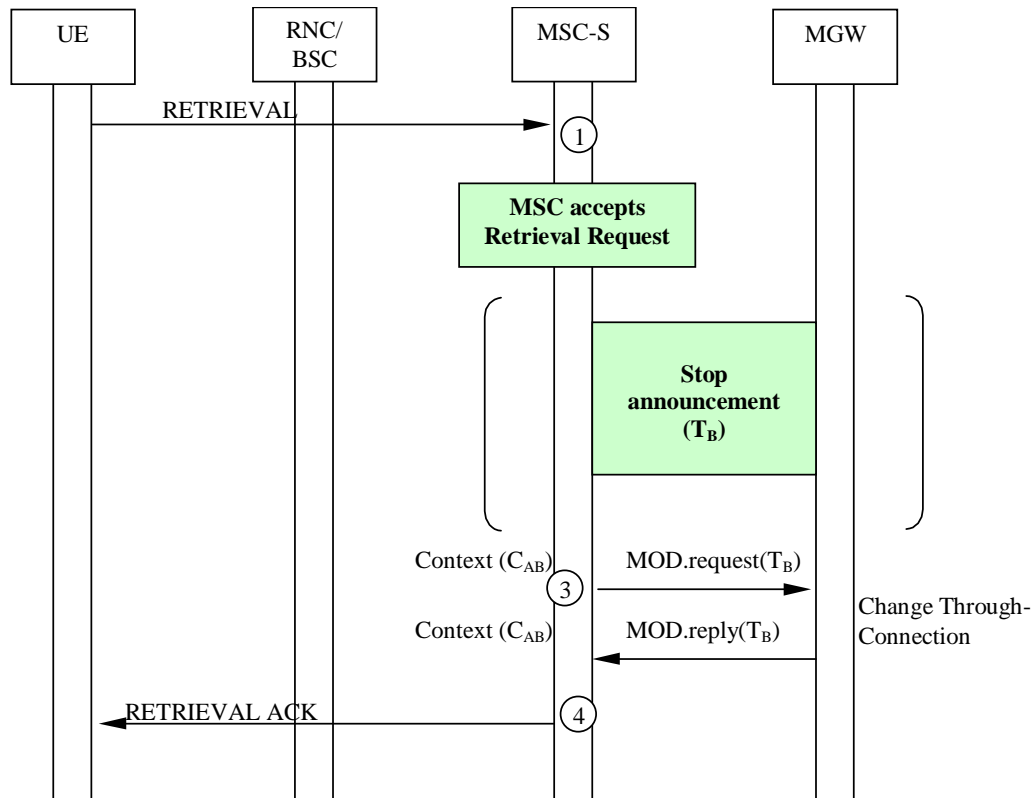 UE
RNC/
BSC
MSC-S
MGW
RETRIEVAL
1
MSC accepts
Retrieval Request
Stop
announcement
(TB)
Context (CAB)
MOD.request(TB)
3
Change Through-
Connection
Context (CAB)
MOD.reply(TB)
RETRIEVAL ACK
4